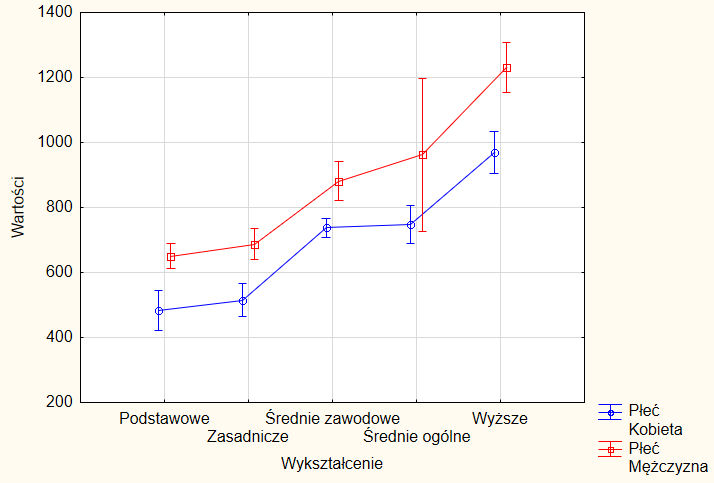 1400
1200
1000
800
600
400
200
Wartości
Podstawowe
Zasadnicze
Średnie zawodowe
Średnie ogólne
Wyższe
Wykształcenie
Płeć
Kobieta
Płeć
Mężczyzna